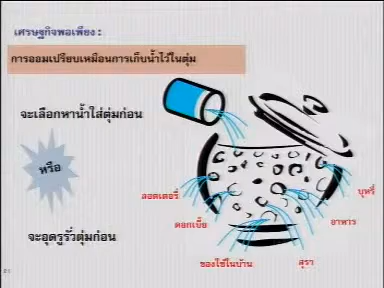 เศรษฐกิจพอเพียง :
การออมเปรียบเหมือนการเก็บน้ำไว้ในตุ่ม
จะเลือกหาน้ำใส่ตุ่มก่อน
หรือ
จะอุดรูรั่วตุ่มก่อน
ลอตเตอรี่
ดอกเบี้ย
ของใช้ในบ้าน
สุรา
อาหาร
บุหรี่